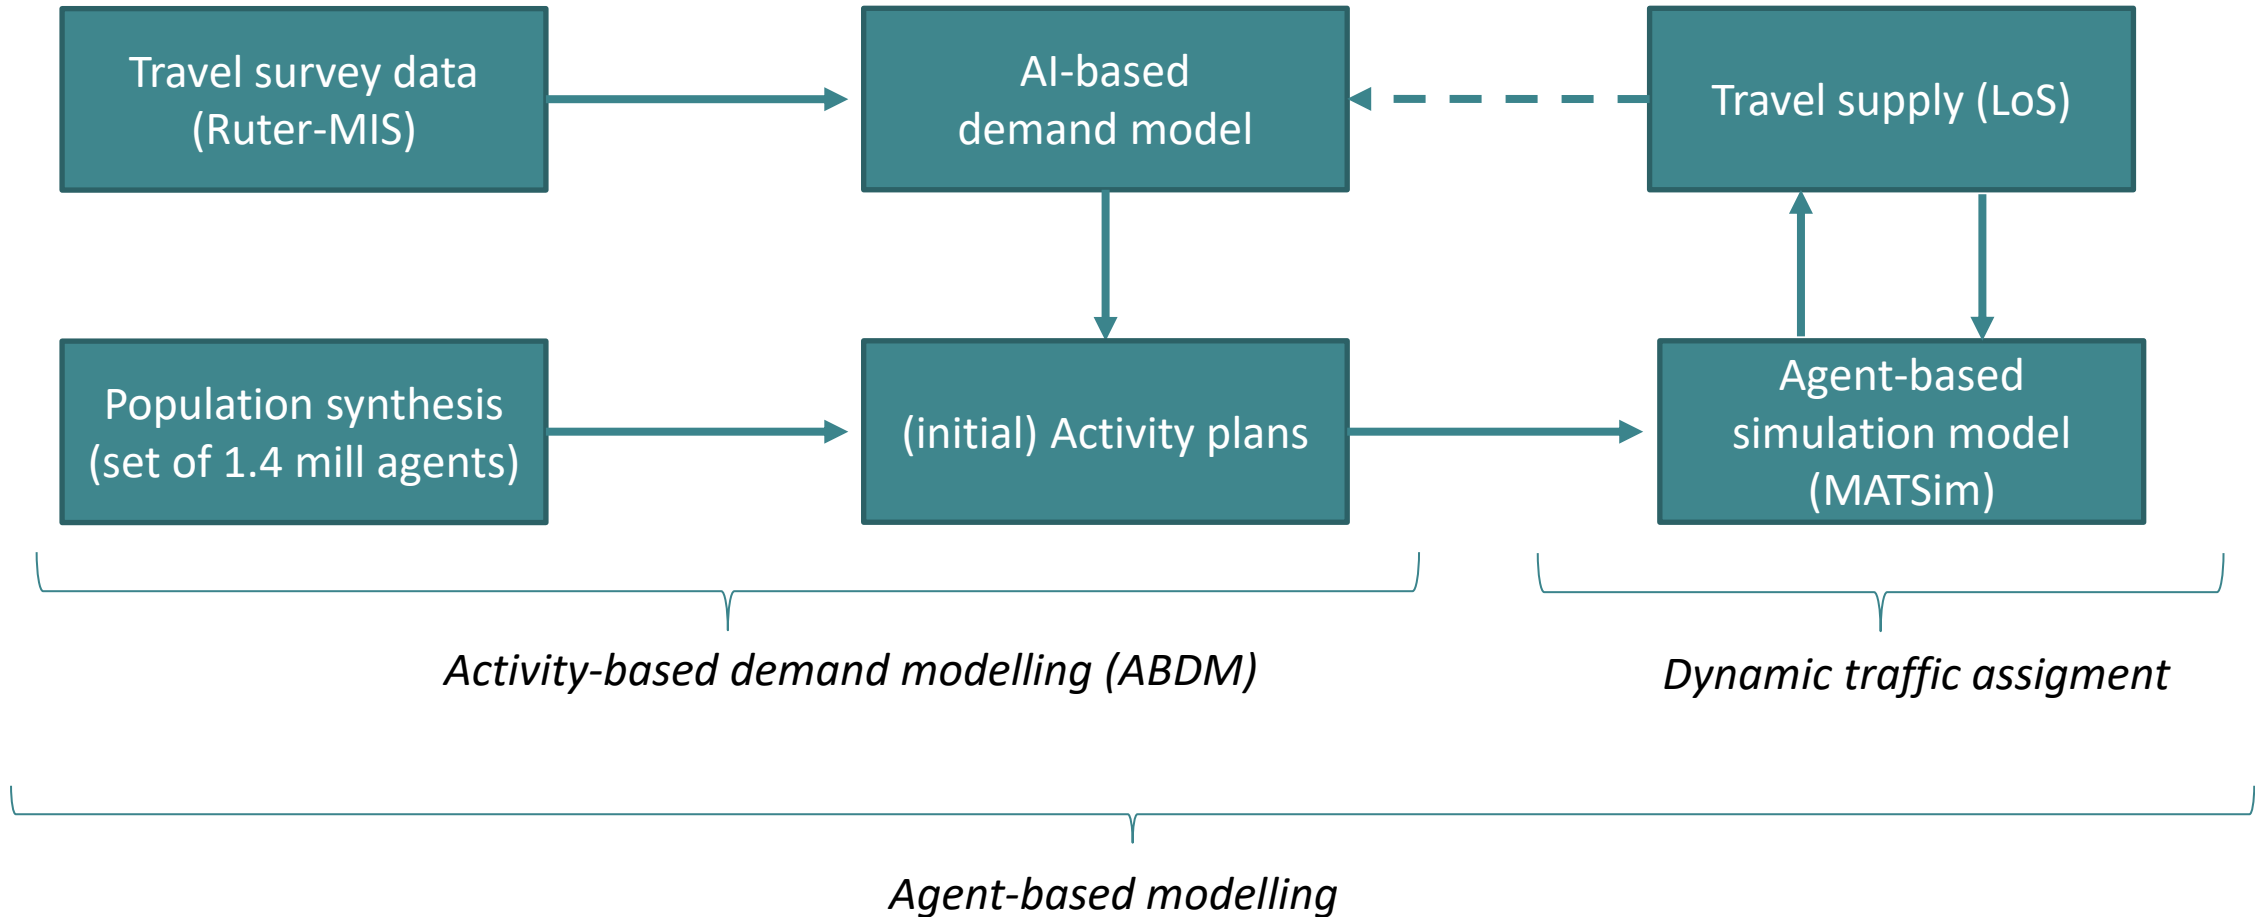 Travel survey data
(Ruter-MIS)
AI-based
demand model
Travel supply (LoS)
Population synthesis
(set of 1.4 mill agents)
(initial) Activity plans
Agent-based
simulation model
(MATSim)
Activity-based demand modelling (ABDM)
Dynamic traffic assigment
Agent-based modelling